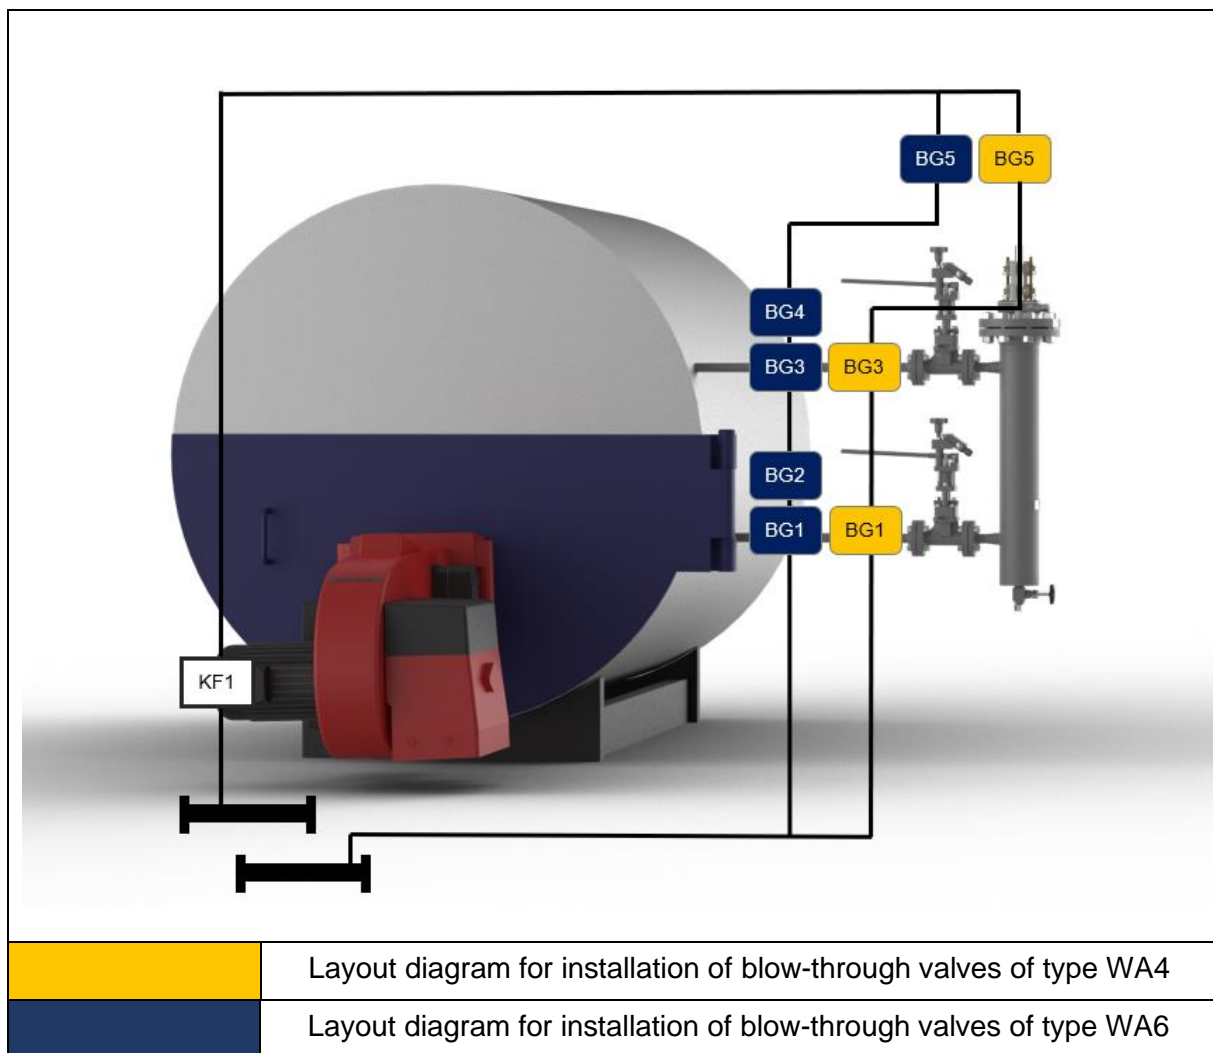 BG5 BG5
BG4
BG3 BG3
BG2
BG1 BG1
KF1
Layout diagram for installation of blow-through valves of type WA4
Layout diagram for installation of blow-through valves of type WA6